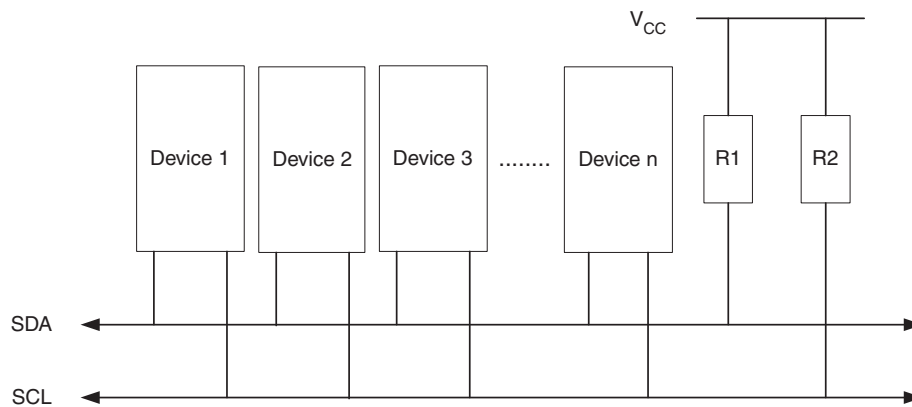 VCC
Device 1
Device 2
Device 3
........
Device n
R1
R2
SDA
SCL